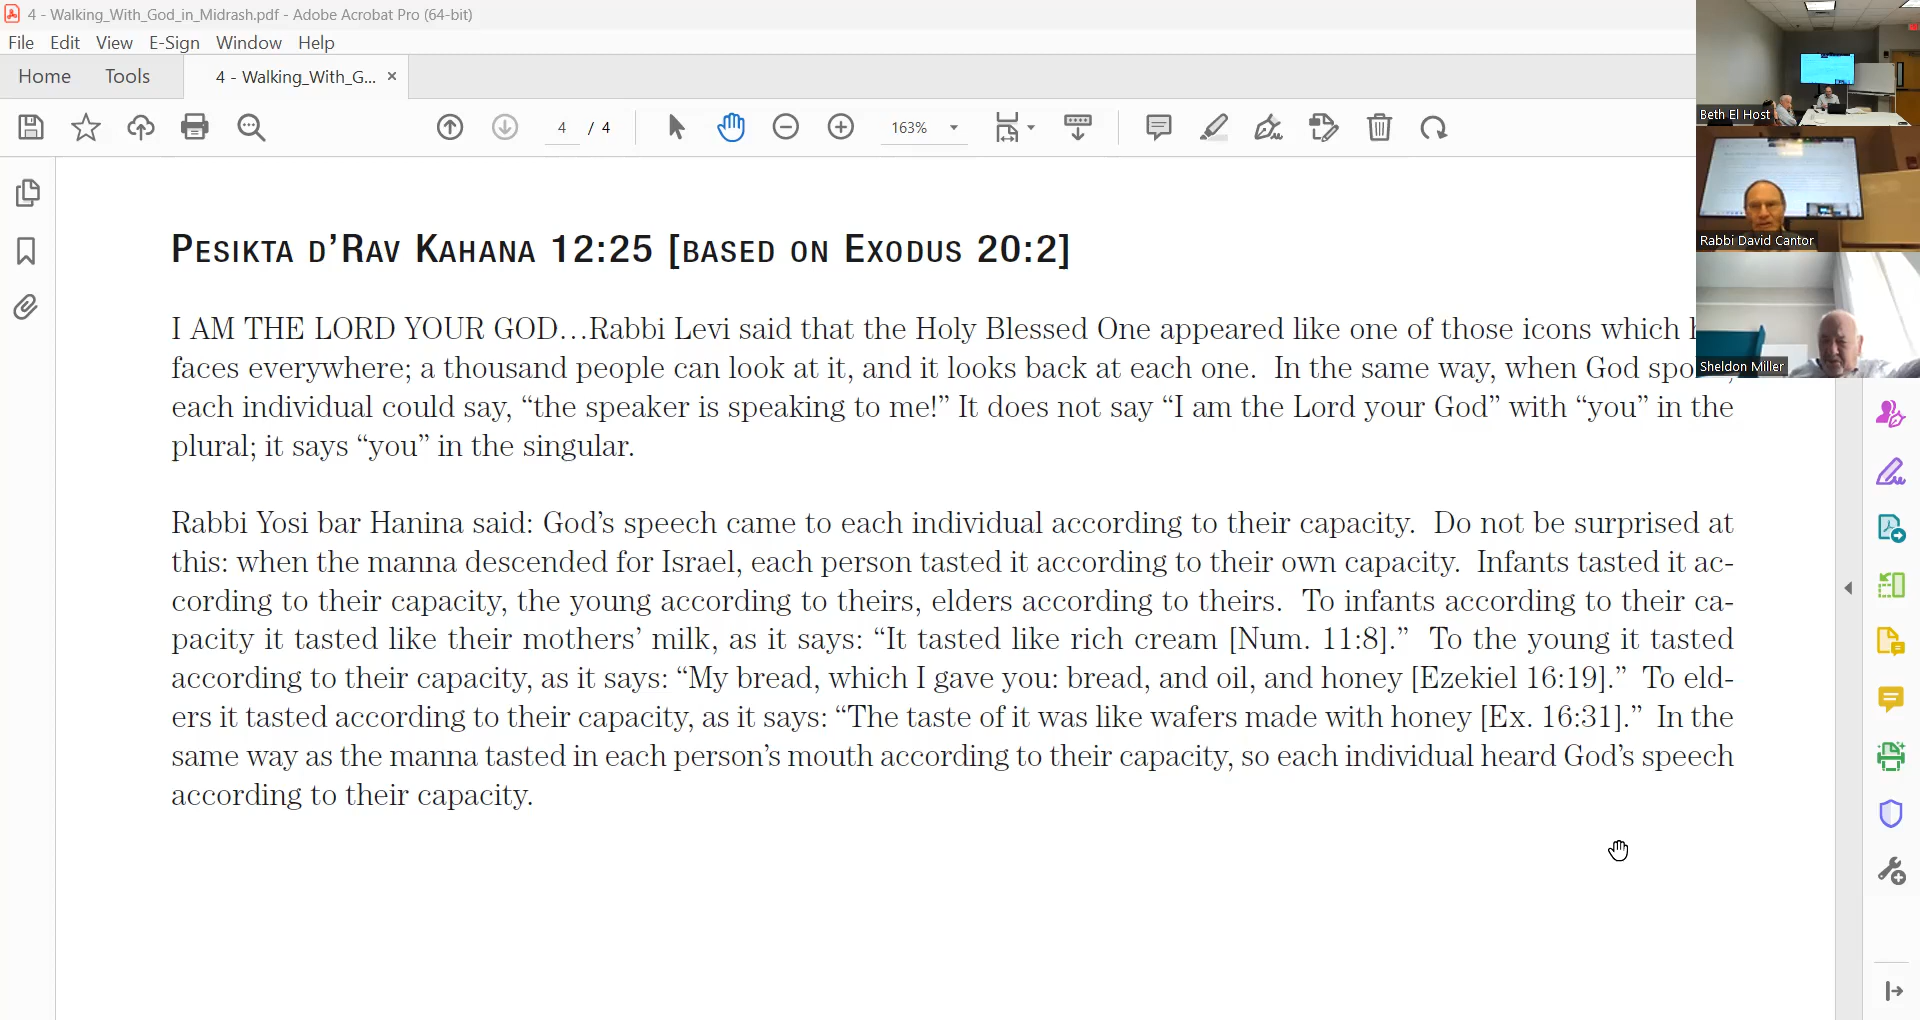 4 - Walking_With_God_in_Midrash.pdf - Adobe Acrobat Pro (64-bit)
File Edit View E-Sign Window Help
Home Tools 4 - Walking_With_G... ×
4 / 4 163%
Beth El Host
Rabbi David Cantor
Sheldon Miller
PESIKTA D’RAV KAHANA 12:25 [BASED ON EXODUS 20:2]
I AM THE LORD YOUR GOD…Rabbi Levi said that the Holy Blessed One appeared like one of those icons which
faces everywhere; a thousand people can look at it, and it looks back at each one. In the same way, when God
each individual could say, “the speaker is speaking to me!” It does not say “I am the Lord your God” with “you” in the
plural; it says “you” in the singular.
Rabbi Yosi bar Hanina said: God’s speech came to each individual according to their capacity. Do not be surprised at
this: when the manna descended for Israel, each person tasted it according to their own capacity. Infants tasted it ac-
cording to their capacity, the young according to theirs, elders according to theirs. To infants according to their ca-
pacity it tasted like their mothers’ milk, as it says: “It tasted like rich cream [Num. 11:8].” To the young it tasted
according to their capacity, as it says: “My bread, which I gave you: bread, and oil, and honey [Ezekiel 16:19].” To eld-
ers it tasted according to their capacity, as it says: “The taste of it was like wafers made with honey [Ex. 16:31].” In the
same way as the manna tasted in each person’s mouth according to their capacity, so each individual heard God’s speech
according to their capacity.